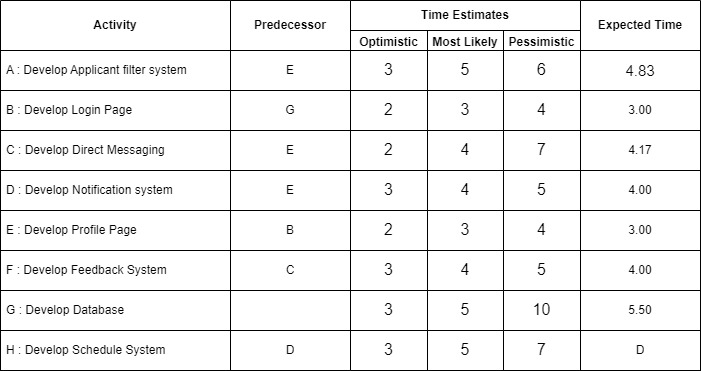 Activity Predecessor Time Estimates Expected Time
Optimistic Most Likely Pessimistic
A : Develop Applicant filter system E 3 5 6 4.83
B : Develop Login Page G 2 3 4 3.00
C : Develop Direct Messaging E 2 4 7 4.17
D : Develop Notification system E 3 4 5 4.00
E : Develop Profile Page B 2 3 4 3.00
F : Develop Feedback System C 3 4 5 4.00
G : Develop Database 3 5 10 5.50
H : Develop Schedule System D 3 5 7 D